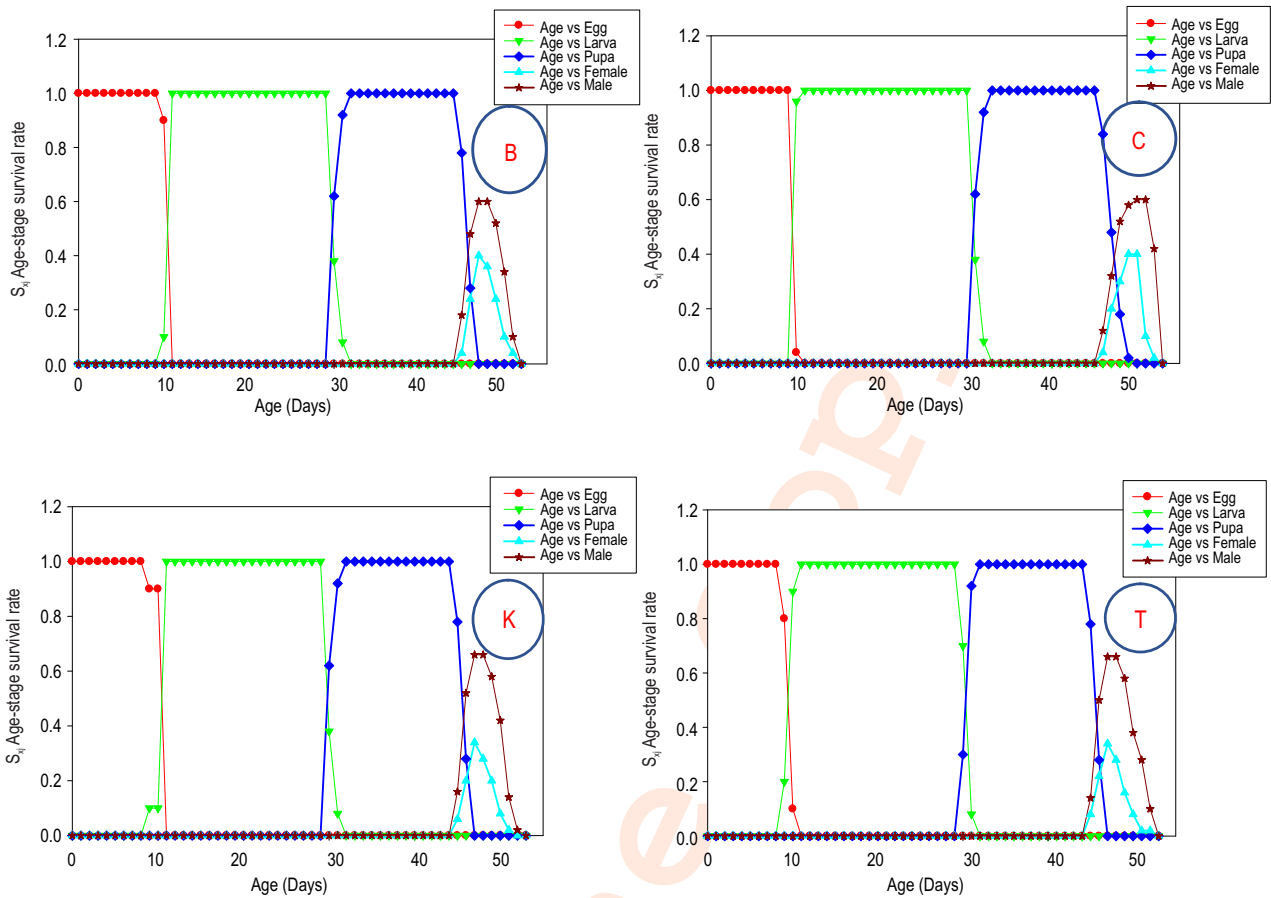 Age vs Egg
Age vs Larva
Age vs Pupa
Age vs Female
Age vs Male
1.2
1.0
0.8
0.6
0.4
0.2
0.0
S_xj Age-stage survival rate
B
0 10 20 30 40 50
Age (Days)
Age vs Egg
Age vs Larva
Age vs Pupa
Age vs Female
Age vs Male
1.2
1.0
0.8
0.6
0.4
0.2
0.0
S_xj Age-stage survival rate
C
0 10 20 30 40 50
Age (Days)
Age vs Egg
Age vs Larva
Age vs Pupa
Age vs Female
Age vs Male
1.2
1.0
0.8
0.6
0.4
0.2
0.0
S_xj Age-stage survival rate
K
0 10 20 30 40 50
Age (Days)
Age vs Egg
Age vs Larva
Age vs Pupa
Age vs Female
Age vs Male
1.2
1.0
0.8
0.6
0.4
0.2
0.0
S_xj Age-stage survival rate
T
0 10 20 30 40 50
Age (Days)